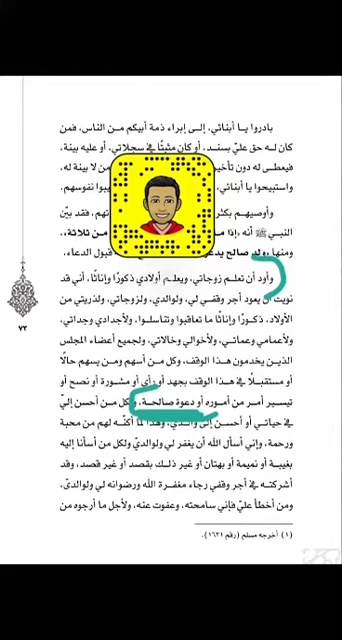 بادروا يا أبنائي، إلى إبراء ذمة أبيكم من الناس، فمن
كان له حق عليّ بسند، أو كان مثبتًا في سجلاتي، أو عليه بينة،
فيعطى له دون تأخير من لا بينة له،
واستبيحوا يا أبنائي، يبوا نفوسهم،
وأوصيهم بكثر نهم، فقد بيّن
النبي ﷺ أنه «إذا م من ثلاثة»،
ومنها «ولد صالح يدعو قبول الدعاء،
وأود أن تعلم زوجاتي، ويعلم أولادي ذكورًا وإناثًا، أني قد
نويت أن يعود أجر وقفي لي، ولوالدي، ولزوجاتي، ولذريتي من
الأولاد، ذكورًا وإناثًا ما تعاقبوا وتناسلوا، ولأجدادي وجداتي،
ولأعمامي وعماتي، ولأخوالي وخالاتي، ولجميع أعضاء المجلس
الذين يخدمون هذا الوقف، وكل من أسهم ومن يسهم حالًا
أو مستقبلًا في هذا الوقف بجهد أو رأي أو مشورة أو نصح أو
تيسير أمر من أموره أو دعوة صالحة، وكل من أحسن إليّ
في حياتي أو أحسن إلى والدي، وهذا لما أكنّه لهم من محبة
ورحمة، وإني أسأل الله أن يغفر لي ولوالديّ ولكل من أسأنا إليه
بغيبة أو نميمة أو بهتان أو غير ذلك بقصد أو غير قصد، وقد
أشركته في أجر وقفي رجاء مغفرة الله ورضوانه لي ولوالديّ،
ومن أخطأ عليّ فإني سامحته، وعفوت عنه، ولأجل ما أرجوه من
(١) أخرجه مسلم (رقم ١٦٣١).
٧٣